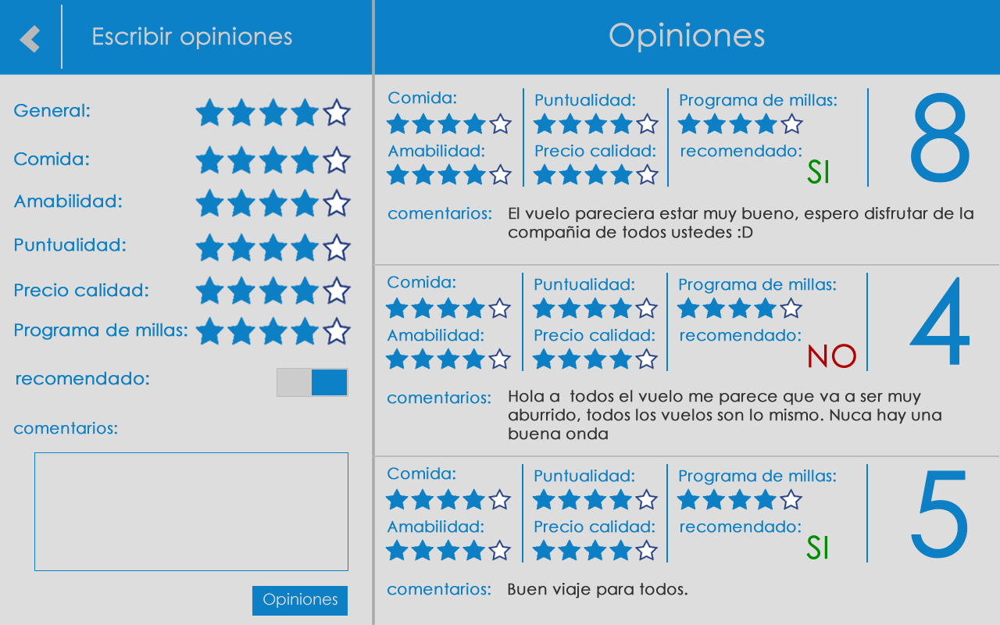 Escribir opiniones
General:
Comida:
Amabilidad:
Puntualidad:
Precio calidad:
Programa de millas:
recomendado:
comentarios:
Opiniones
Opiniones
Comida:
Puntualidad:
Programa de millas:
Amabilidad:
Precio calidad:
recomendado:
SI
8
comentarios:
El vuelo pareciera estar muy bueno, espero disfrutar de la
compañia de todos ustedes :D
Comida:
Puntualidad:
Programa de millas:
Amabilidad:
Precio calidad:
recomendado:
NO
4
comentarios:
Hola a  todos el vuelo me parece que va a ser muy
aburrido, todos los vuelos son lo mismo. Nuca hay una
buena onda
Comida:
Puntualidad:
Programa de millas:
Amabilidad:
Precio calidad:
recomendado:
SI
5
comentarios:
Buen viaje para todos.